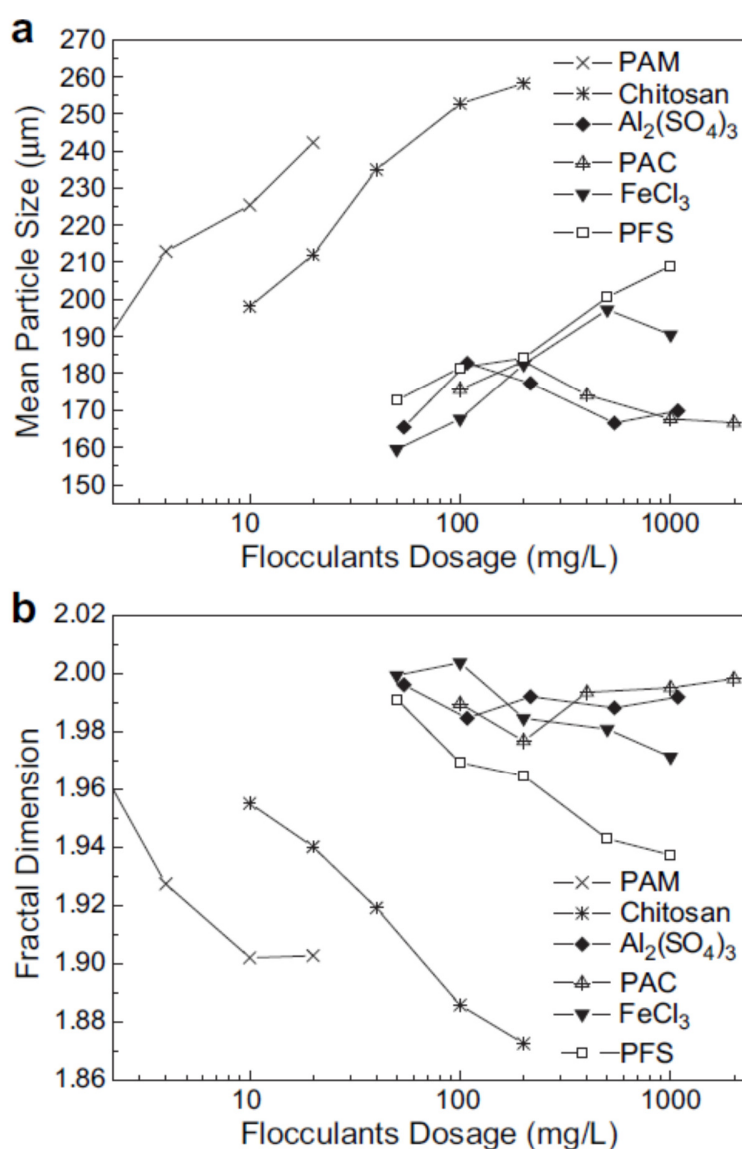 a
270
260
250
240
230
220
210
200
190
180
170
160
150
Mean Particle Size (μm)
PAM
Chitosan
Al₂(SO₄)₃
PAC
FeCl₃
PFS
10
100
1000
Flocculants Dosage (mg/L)
b
2.02
2.00
1.98
1.96
1.94
1.92
1.90
1.88
1.86
Fractal Dimension
PAM
Chitosan
Al₂(SO₄)₃
PAC
FeCl₃
PFS
10
100
1000
Flocculants Dosage (mg/L)